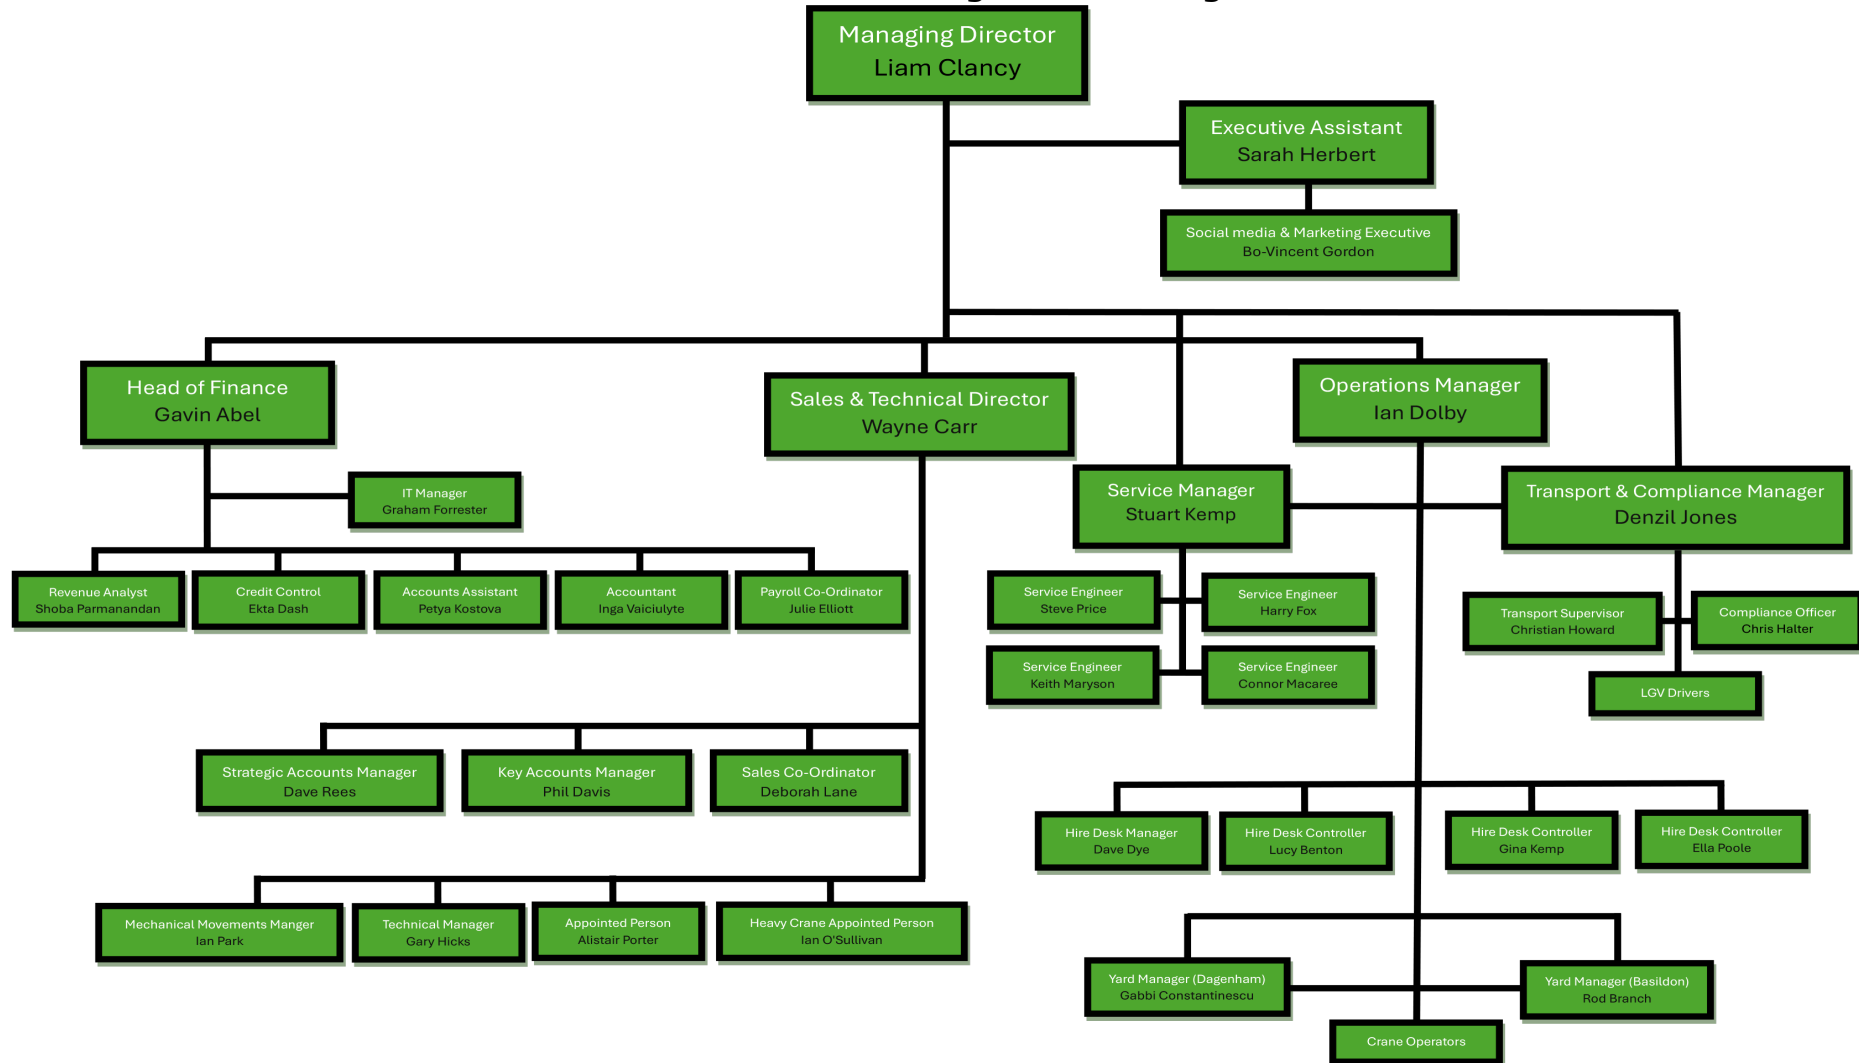 Managing Director
Liam Clancy
Executive Assistant
Sarah Herbert
Social media & Marketing Executive
Bo-Vincent Gordon
Head of Finance
Gavin Abel
Sales & Technical Director
Wayne Carr
Operations Manager
Ian Dolby
IT Manager
Graham Forrester
Service Manager
Stuart Kemp
Transport & Compliance Manager
Denzil Jones
Revenue Analyst
Shoba Parmanandan
Credit Control
Ekta Dash
Accounts Assistant
Petya Kostova
Accountant
Inga Vaiciulyte
Payroll Co-Ordinator
Julie Elliott
Service Engineer
Steve Price
Service Engineer
Harry Fox
Transport Supervisor
Christian Howard
Compliance Officer
Chris Halter
Service Engineer
Keith Maryson
Service Engineer
Connor Macaree
LGV Drivers
Strategic Accounts Manager
Dave Rees
Key Accounts Manager
Phil Davis
Sales Co-Ordinator
Deborah Lane
Hire Desk Manager
Dave Dye
Hire Desk Controller
Lucy Benton
Hire Desk Controller
Gina Kemp
Hire Desk Controller
Ella Poole
Mechanical Movements Manger
Ian Park
Technical Manager
Gary Hicks
Appointed Person
Alistair Porter
Heavy Crane Appointed Person
Ian O'Sullivan
Yard Manager (Dagenham)
Gabbi Constantinescu
Yard Manager (Basildon)
Rod Branch
Crane Operators